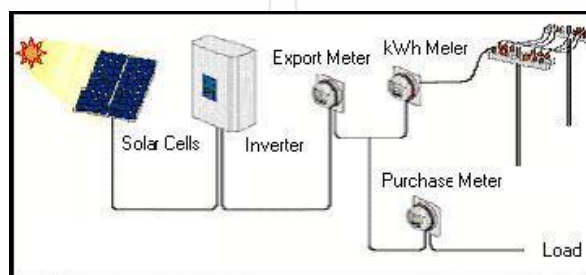 Export Meter
kWh Meter
Solar Cells
Inverter
Purchase Meter
Load